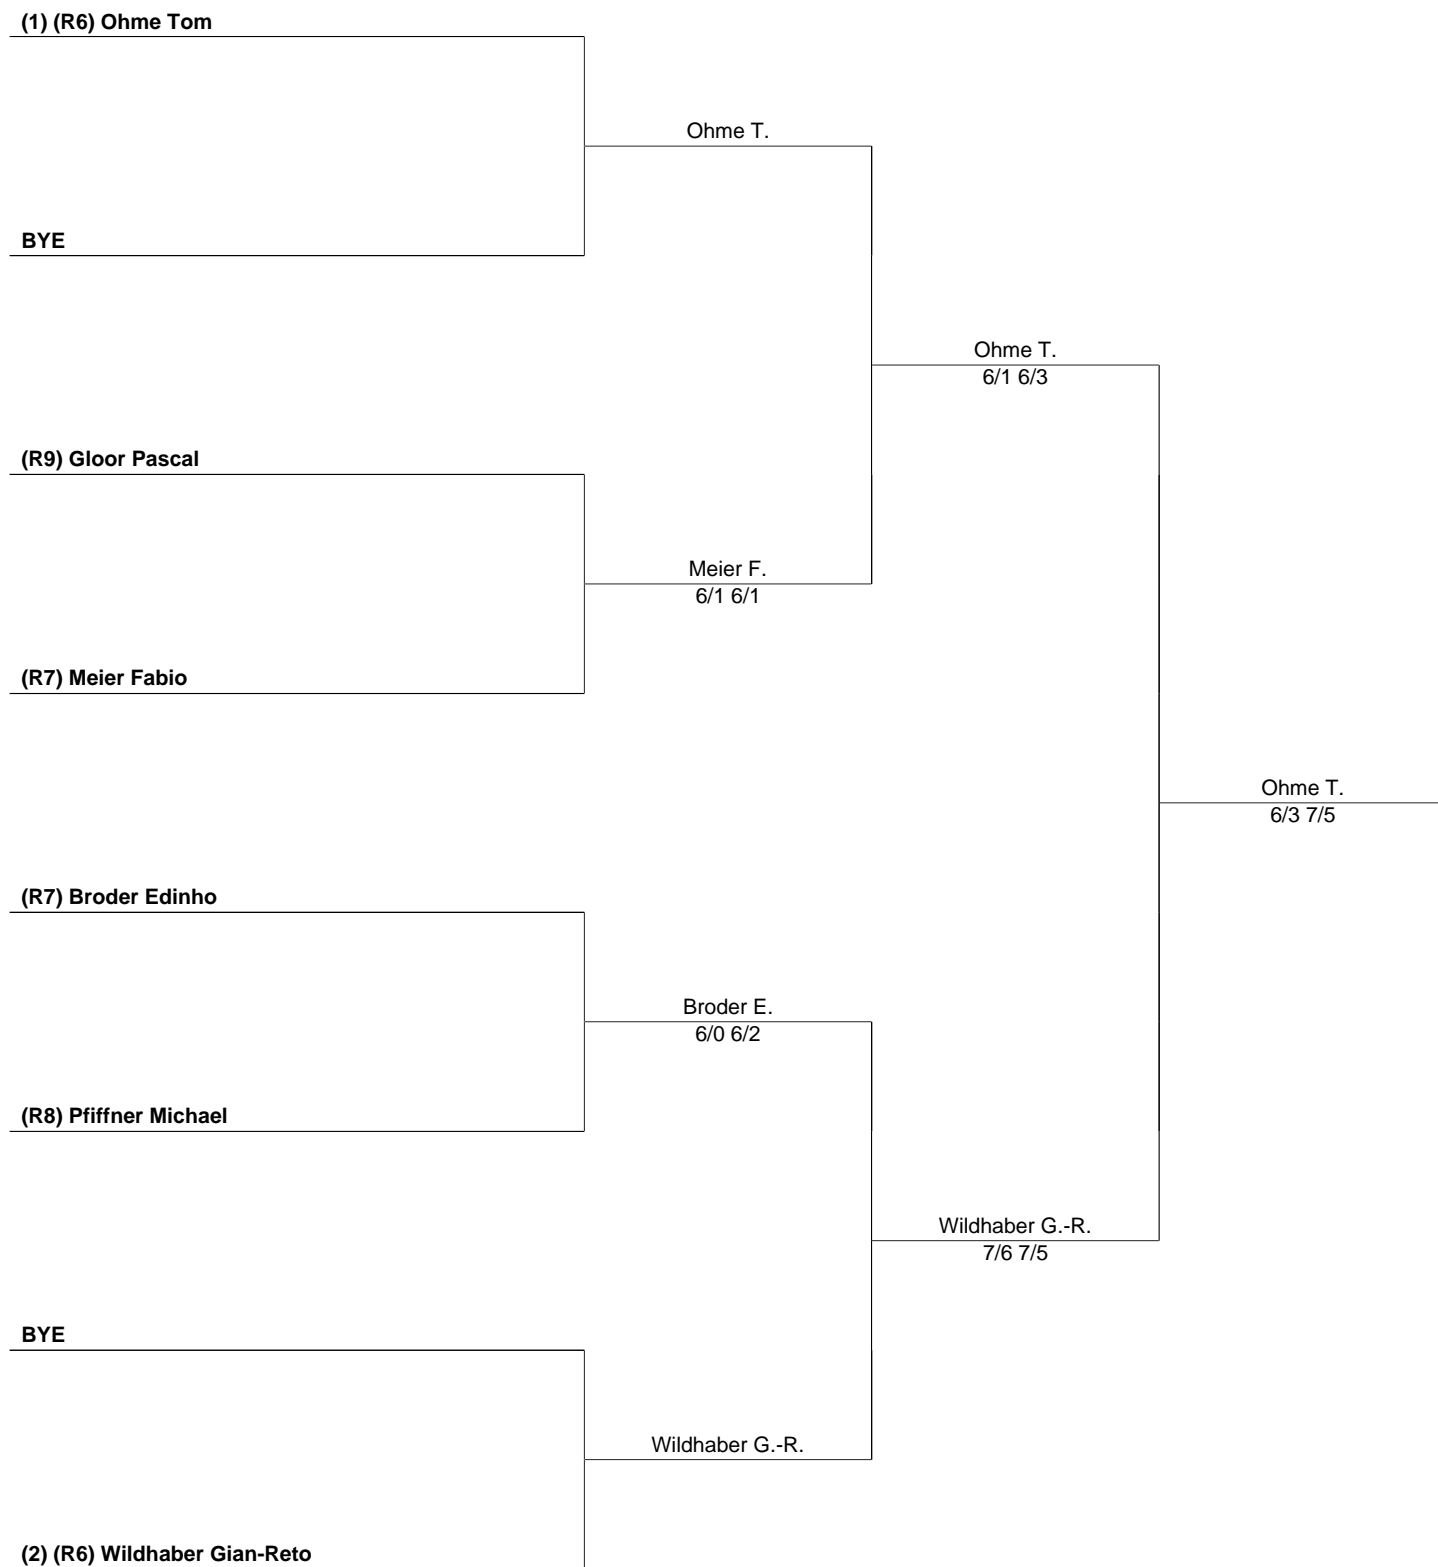 (1) (R6) Ohme Tom
Ohme T.
BYE
Ohme T.
6/1 6/3
(R9) Gloor Pascal
Meier F.
6/1 6/1
(R7) Meier Fabio
Ohme T.
6/3 7/5
(R7) Broder Edinho
Broder E.
6/0 6/2
(R8) Pfiffner Michael
Wildhaber G.-R.
7/6 7/5
BYE
Wildhaber G.-R.
(2) (R6) Wildhaber Gian-Reto